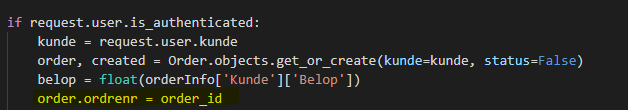 if request.user.is_authenticated:
    kunde = request.user.kunde
    order, created = Order.objects.get_or_create(kunde=kunde, status=False)
    belop = float(orderInfo['Kunde']['Belop'])
    order.ordrenr = order_id